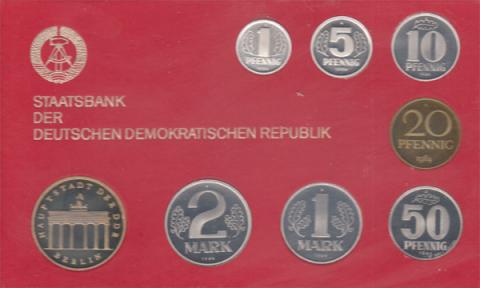 STAATSBANK
DER
DEUTSCHEN DEMOKRATISCHEN REPUBLIK
1
PFENNIG
5
PFENNIG
10
PFENNIG
20
PFENNIG
1984
HAUPTSTADT DER DDR
BERLIN
2
MARK
1
MARK
50
PFENNIG